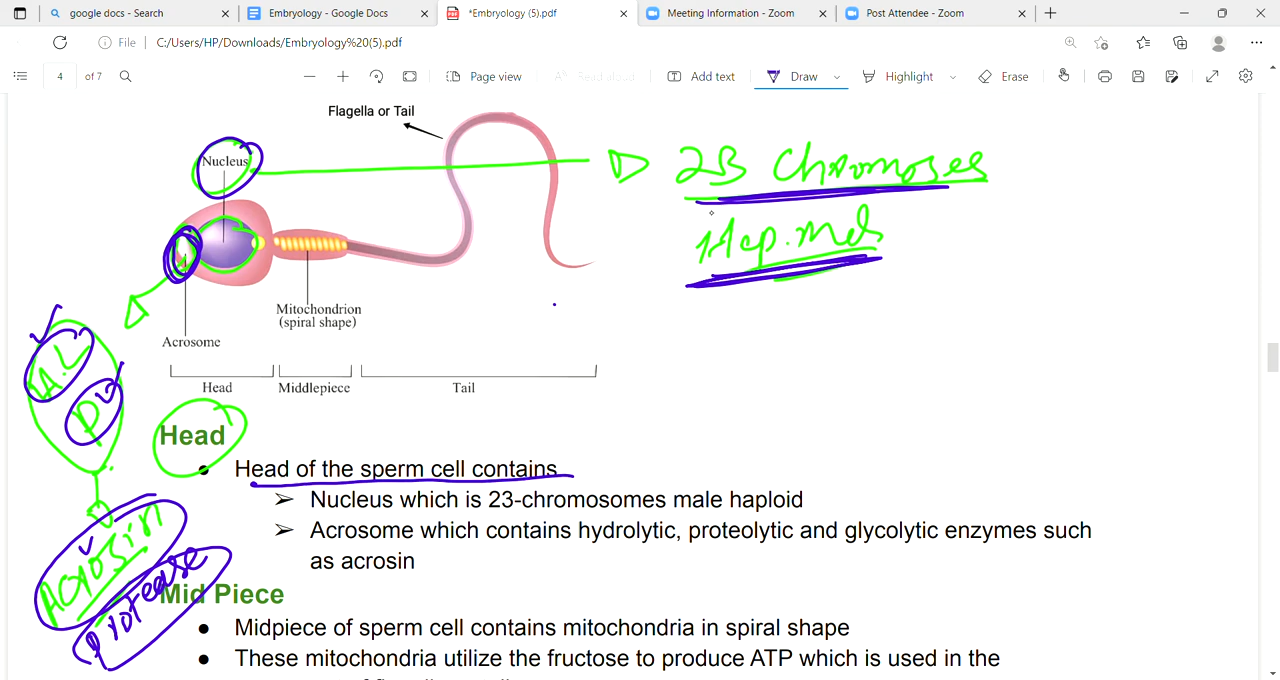 google docs - Search
Embryology - Google Docs
*Embryology (5).pdf
Meeting Information - Zoom
Post Attendee - Zoom
File
C:/Users/HP/Downloads/Embryology%20(5).pdf
4 of 7
Page view
Read aloud
Add text
Draw
Highlight
Erase
Flagella or Tail
Nucleus
23 Chromoses
Mitochondrion
(spiral shape)
Acrosome
Head
Middlepiece
Tail
P
Head
● Head of the sperm cell contains
➢ Nucleus which is 23-chromosomes male haploid
➢ Acrosome which contains hydrolytic, proteolytic and glycolytic enzymes such
as acrosin
Acrosin
Protease
Mid Piece
● Midpiece of sperm cell contains mitochondria in spiral shape
● These mitochondria utilize the fructose to produce ATP which is used in the